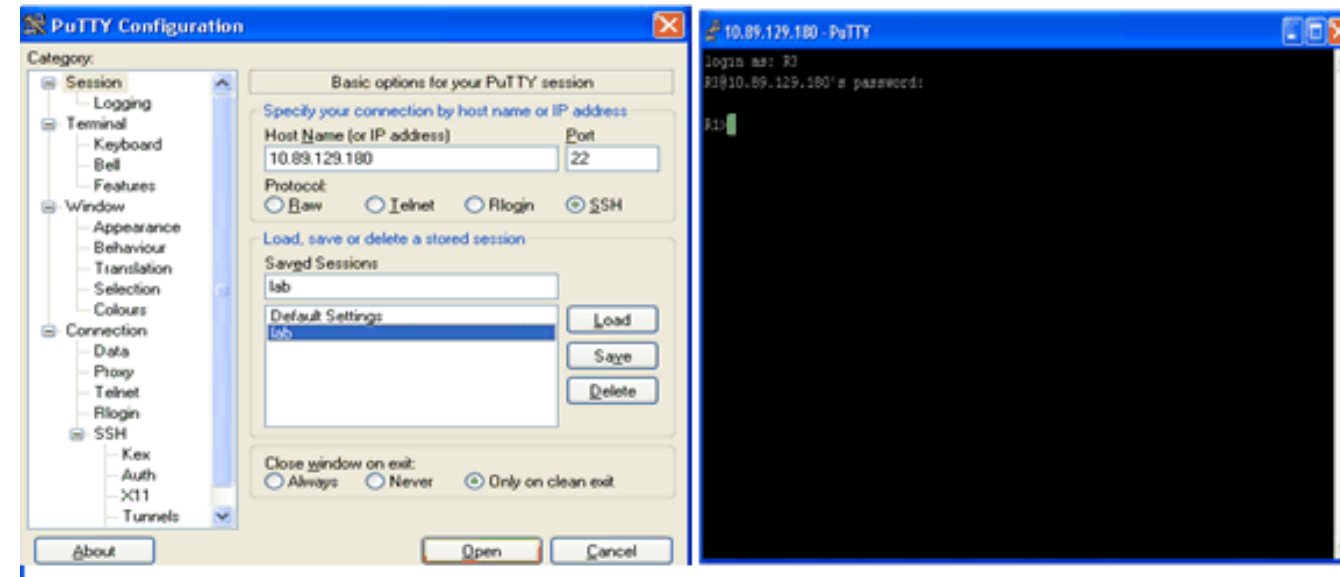 PuTTY Configuration
Category:
Session
Logging
Terminal
Keyboard
Bell
Features
Window
Appearance
Behaviour
Translation
Selection
Colours
Connection
Data
Proxy
Telnet
Rlogin
SSH
Kex
Auth
X11
Tunnels
Basic options for your PuTTY session
Specify your connection by host name or IP address
Host Name (or IP address)
Port
10.89.129.180
22
Protocol:
Raw
Telnet
Rlogin
SSH
Load, save or delete a stored session
Saved Sessions
lab
Default Settings
lab
Load
Save
Delete
Close window on exit:
Always
Never
Only on clean exit
About
Open
Cancel
10.89.129.180 - PuTTY
login as: R3
R3@10.89.129.180's password:
R1>